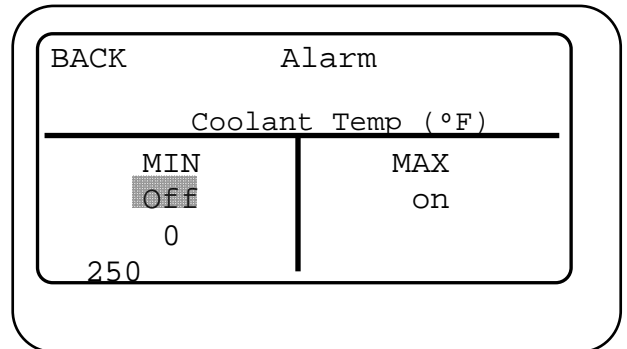 BACK Alarm
Coolant Temp (°F)
MIN MAX
Off on
0
250